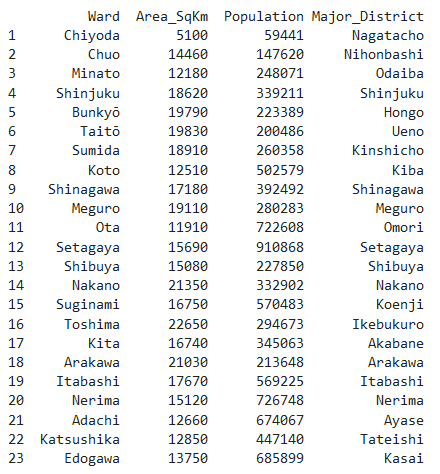 Ward Area_SqKm Population Major_District
1 Chiyoda 5100 59441 Nagatacho
2 Chuo 14460 147620 Nihonbashi
3 Minato 12180 248071 Odaiba
4 Shinjuku 18620 339211 Shinjuku
5 Bunkyō 19790 223389 Hongo
6 Taitō 19830 200486 Ueno
7 Sumida 18910 260358 Kinshicho
8 Koto 12510 502579 Kiba
9 Shinagawa 17180 392492 Shinagawa
10 Meguro 19110 280283 Meguro
11 Ota 11910 722608 Omori
12 Setagaya 15690 910868 Setagaya
13 Shibuya 15080 227850 Shibuya
14 Nakano 21350 332902 Nakano
15 Suginami 16750 570483 Koenji
16 Toshima 22650 294673 Ikebukuro
17 Kita 16740 345063 Akabane
18 Arakawa 21030 213648 Arakawa
19 Itabashi 17670 569225 Itabashi
20 Nerima 15120 726748 Nerima
21 Adachi 12660 674067 Ayase
22 Katsushika 12850 447140 Tateishi
23 Edogawa 13750 685899 Kasai